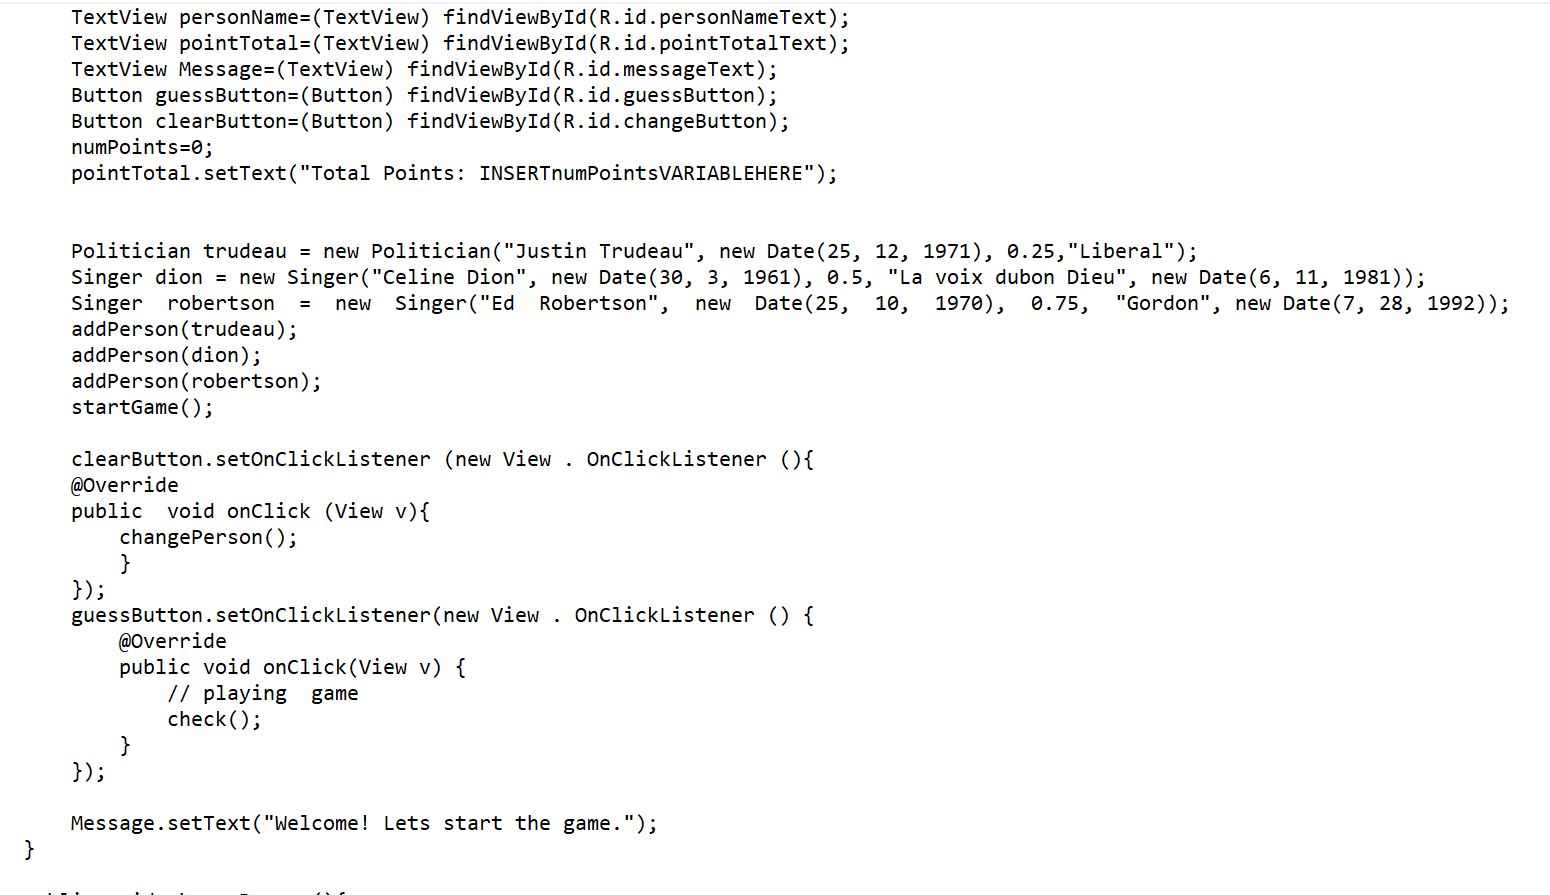 TextView personName=(TextView) findViewById(R.id.personNameText);
TextView pointTotal=(TextView) findViewById(R.id.pointTotalText);
TextView Message=(TextView) findViewById(R.id.messageText);
Button guessButton=(Button) findViewById(R.id.guessButton);
Button clearButton=(Button) findViewById(R.id.changeButton);
numPoints=0;
pointTotal.setText("Total Points: INSERTnumPointsVARIABLEHERE");
Politician trudeau = new Politician("Justin Trudeau", new Date(25, 12, 1971), 0.25,"Liberal");
Singer dion = new Singer("Celine Dion", new Date(30, 3, 1961), 0.5, "La voix dubon Dieu", new Date(6, 11, 1981));
Singer robertson = new Singer("Ed Robertson", new Date(25, 10, 1970), 0.75, "Gordon", new Date(7, 28, 1992));
addPerson(trudeau);
addPerson(dion);
addPerson(robertson);
startGame();
clearButton.setOnClickListener (new View . OnClickListener (){
@Override
public void onClick (View v){
changePerson();
}
});
guessButton.setOnClickListener(new View . OnClickListener () {
@Override
public void onClick(View v) {
// playing game
check();
}
});
Message.setText("Welcome! Lets start the game.");
}